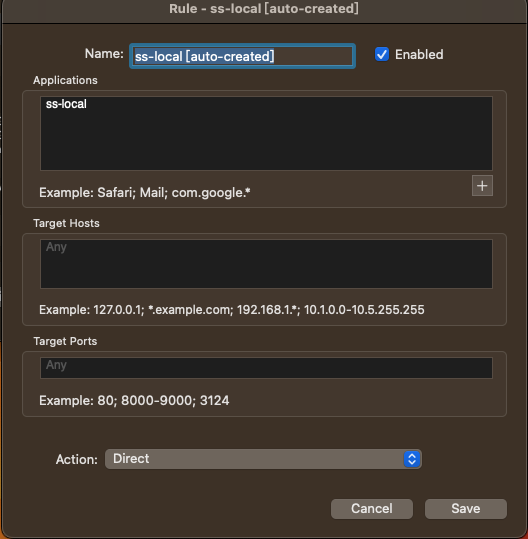 Rule - ss-local [auto-created]
Name: ss-local [auto-created] Enabled
Applications
ss-local
Example: Safari; Mail; com.google.*
+
Target Hosts
Any
Example: 127.0.0.1; *.example.com; 192.168.1.*; 10.1.0.0-10.5.255.255
Target Ports
Any
Example: 80; 8000-9000; 3124
Action: Direct
Cancel Save